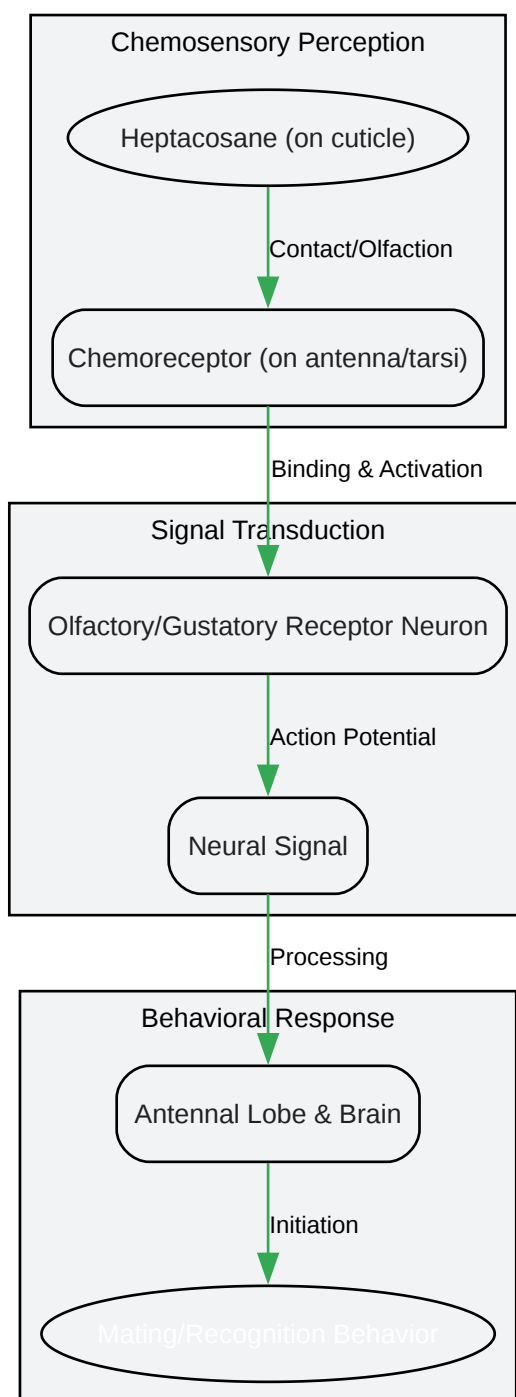 Chemosensory Perception
Heptacosane (on cuticle)
Contact/Olfaction
Chemoreceptor (on antenna/tarsi)
Binding & Activation
Signal Transduction
Olfactory/Gustatory Receptor Neuron
Action Potential
Neural Signal
Processing
Behavioral Response
Antennal Lobe & Brain
Initiation
Mating/Recognition Behavior